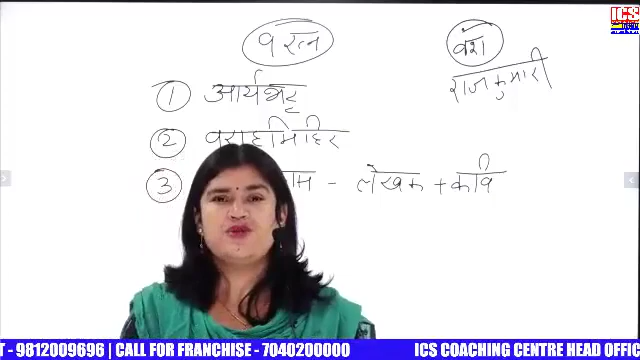 ICS
९ रत्न
वंश
राजकुमारी
① आर्यभट्ट
② वराहमिहिर
③ - लेखक + कवि
T - 9812009696 | CALL FOR FRANCHISE - 7040200000 ICS COACHING CENTRE HEAD OFFIC